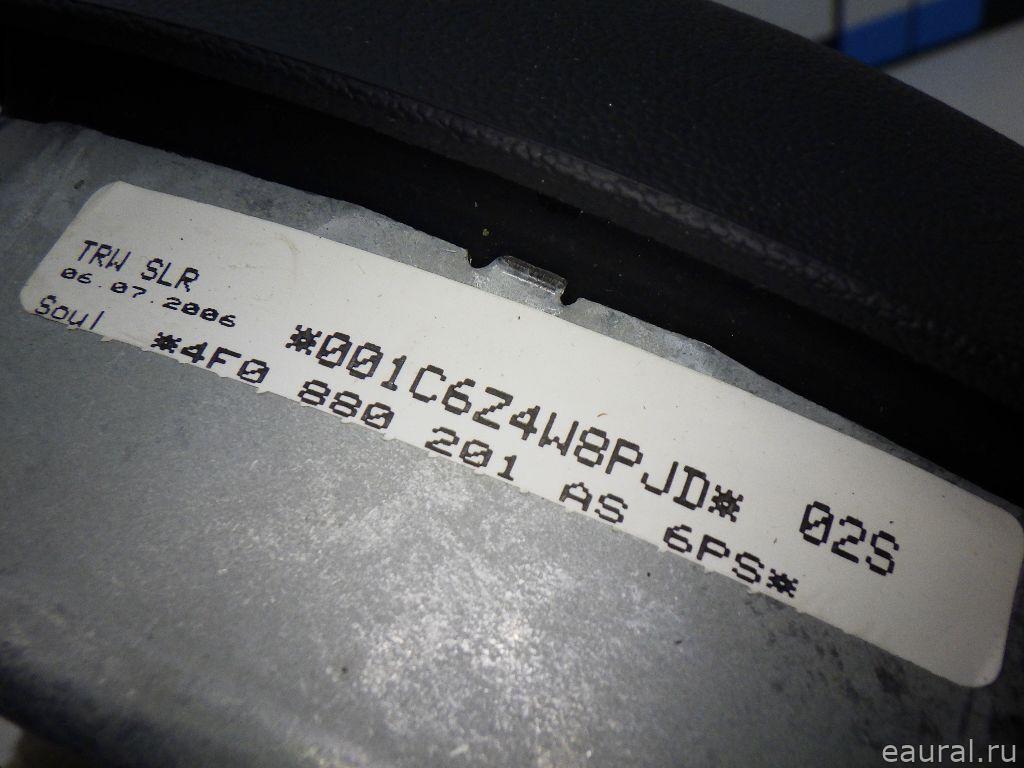 TRW SLR
06.07.2006
Soul
*001C6Z4W8PJD* 02S
*4F0 880 201 AS 6PS*
eaural.ru